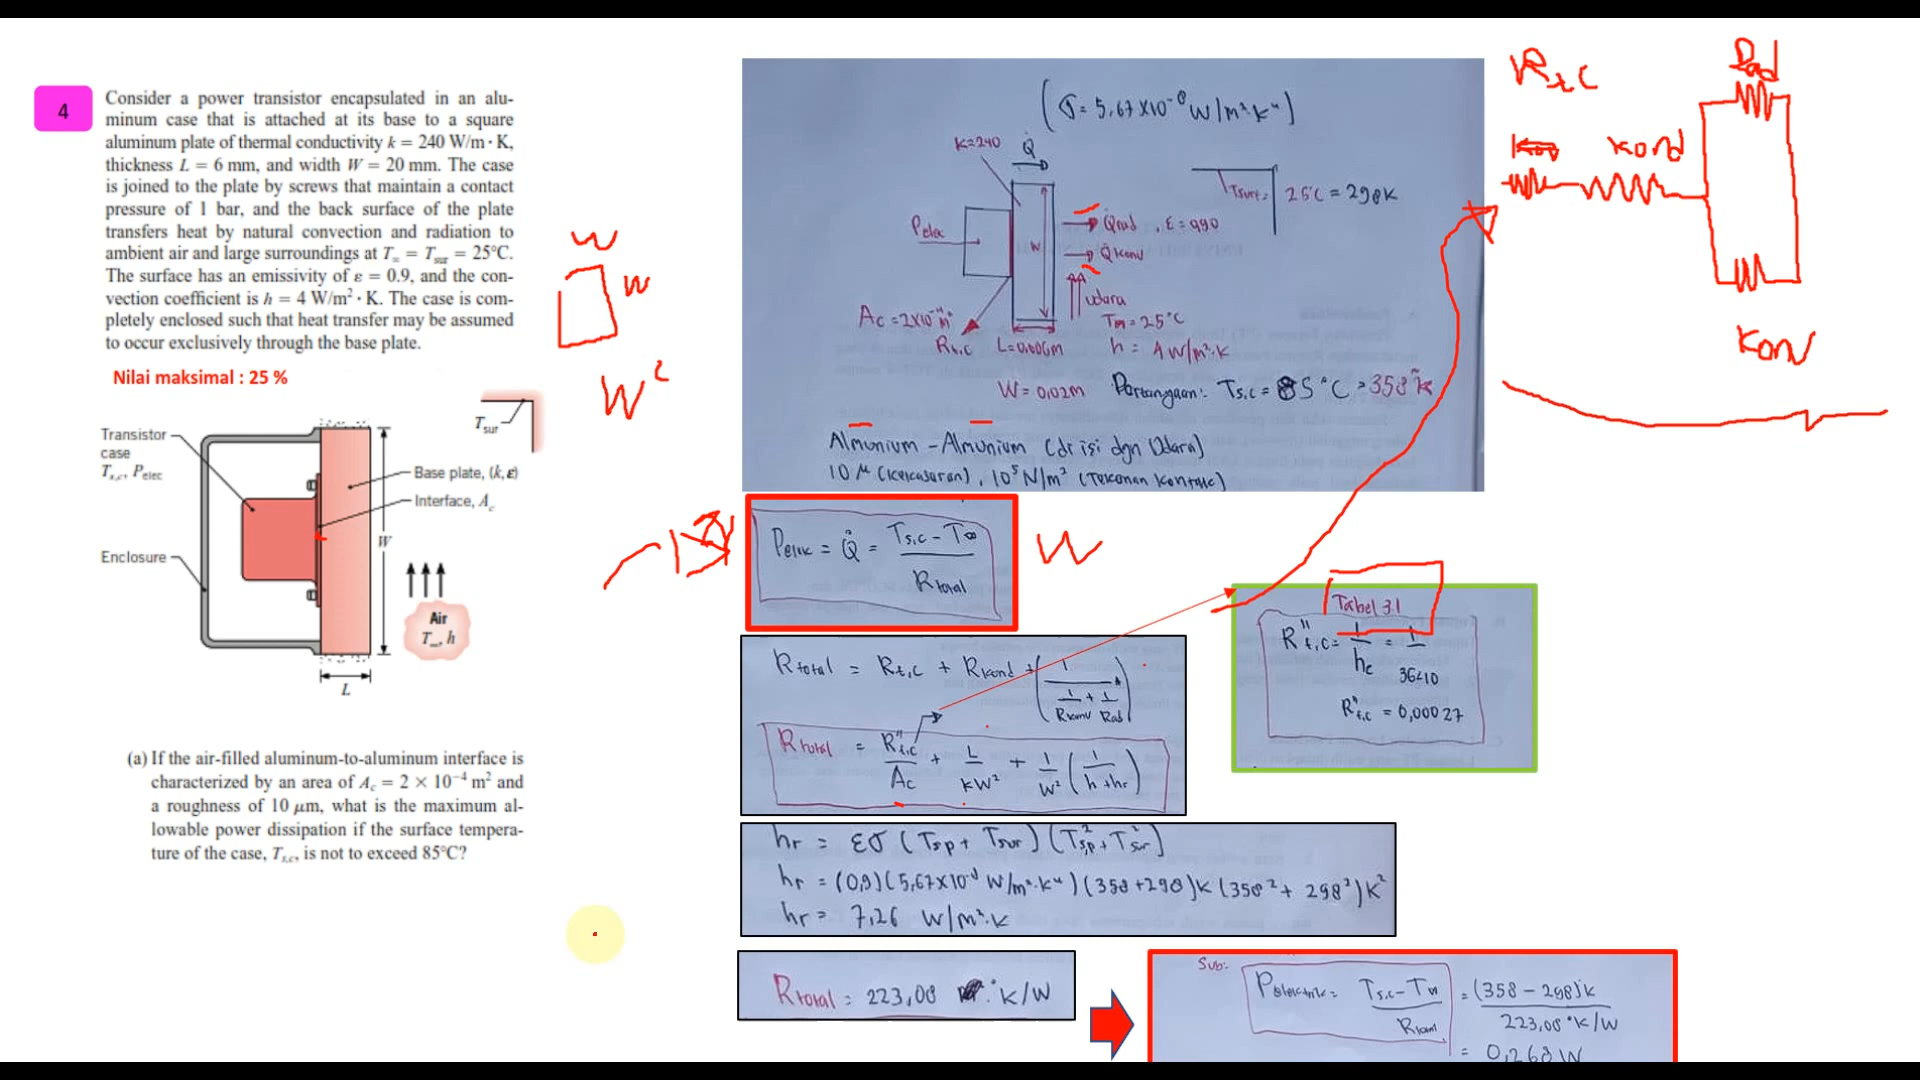 4
Consider a power transistor encapsulated in an alu-
minum case that is attached at its base to a square
aluminum plate of thermal conductivity k = 240 W/m · K,
thickness L = 6 mm, and width W = 20 mm. The case
is joined to the plate by screws that maintain a contact
pressure of 1 bar, and the back surface of the plate
transfers heat by natural convection and radiation to
ambient air and large surroundings at T∞ = Tsur = 25°C.
The surface has an emissivity of ε = 0.9, and the con-
vection coefficient is h = 4 W/m² · K. The case is com-
pletely enclosed such that heat transfer may be assumed
to occur exclusively through the base plate.
Nilai maksimal : 25 %
W
W
W²
Tsur
Transistor
case
Ts,c, Pelec
Base plate, (k, ε)
Interface, Ac
Enclosure
W
Air
T∞, h
L
(a) If the air-filled aluminum-to-aluminum interface is
characterized by an area of Ac = 2 × 10⁻⁴ m² and
a roughness of 10 μm, what is the maximum al-
lowable power dissipation if the surface tempera-
ture of the case, Ts,c, is not to exceed 85°C?
(σ = 5,67 x 10⁻⁸ W/m²K⁴)
K=240
Q̇
Tsurr =
25°C = 298K
Pelec
W
Q̇rad , ε = 0,90
Q̇konv
Udara
T∞ = 25°C
Ac = 2x10⁻⁴ m²
Rt,c
L=0.006m
h = 4 W/m².K
W = 0,02m
Ts,c = 85°C = 358°K
Almunium - Almunium (dr isi dgn Udara)
10 μ (kekasaran), 10⁵ N/m² (Tekanan kontak)
Pelec = Q̇ = Ts,c - T∞ / Rtotal
W
Rtotal = Rt,c + Rkond + (1 / (1/Rkonv + 1/Rad))
Rtotal = R"t,c/Ac + L/kW² + 1/W² (1/(h+hr))
Tabel 3.1
R"t,c = 1/hc = 1/36410
R"t,c = 0,00027
hr = εσ (Tsp + Tsur) (Ts,p² + Tsur²)
hr = (0,9)(5,67x10⁻⁸ W/m².K⁴)(358+298)K (358² + 298²)K²
hr = 7,26 W/m².K
Rtotal = 223,08 °K/W
Sub:
Pelektrik = Ts,c - T∞ / Rtotal = (358 - 298)K / 223,08 °K/W
= 0,268 W
Rt,c
Rad
kond
kon